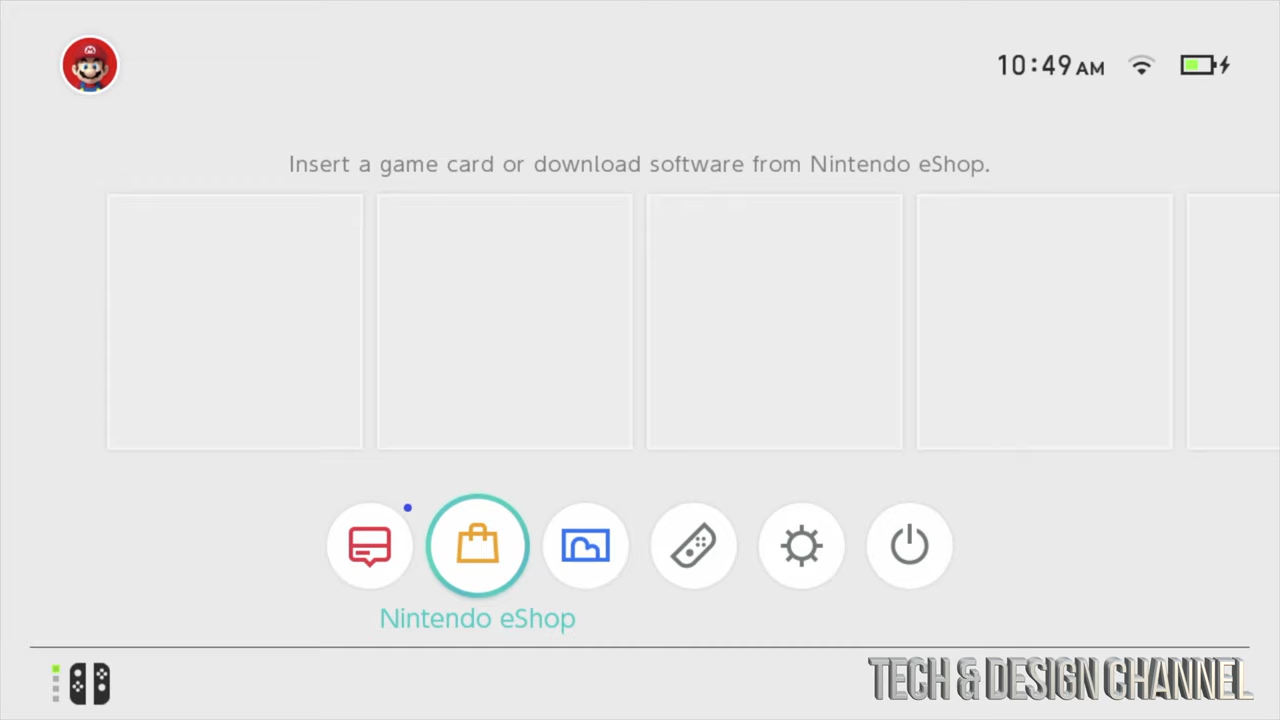 10:49 AM
Insert a game card or download software from Nintendo eShop.
Nintendo eShop
TECH & DESIGN CHANNEL